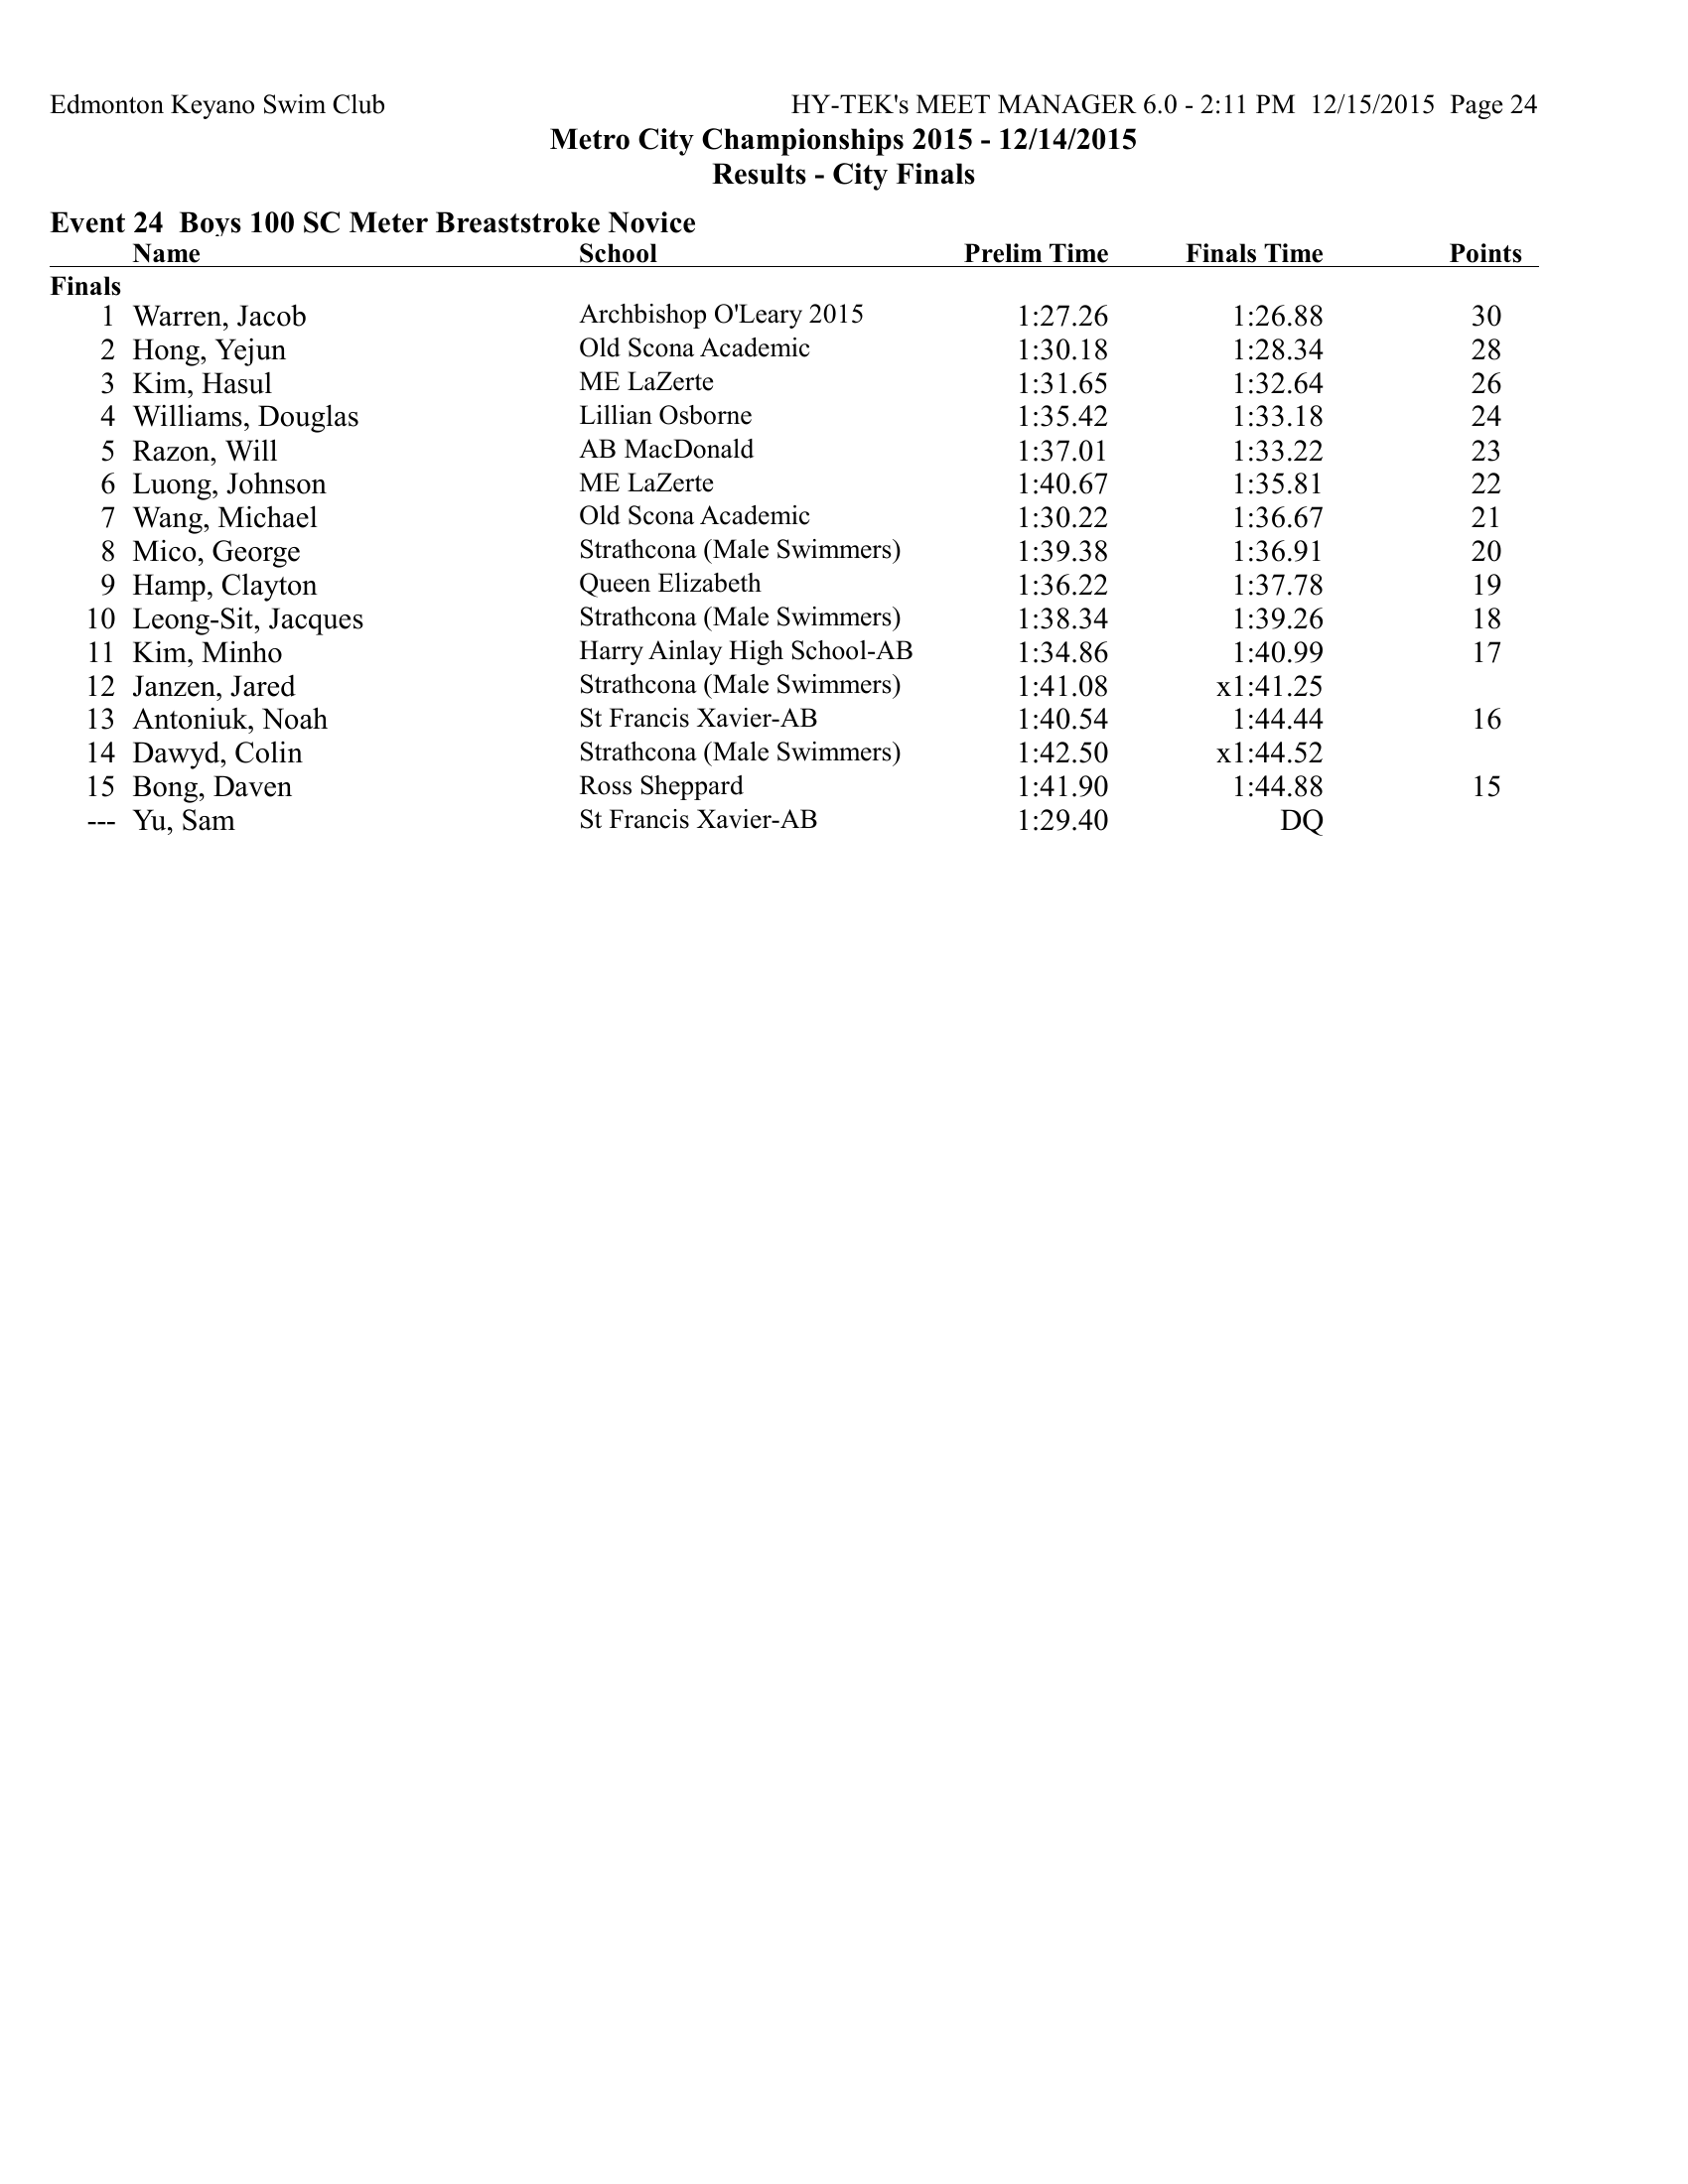 Edmonton Keyano Swim Club HY-TEK's MEET MANAGER 6.0 - 2:11 PM 12/15/2015 Page 24
Metro City Championships 2015 - 12/14/2015
Results - City Finals
Event 24 Boys 100 SC Meter Breaststroke Novice
Name School Prelim Time Finals Time Points
Finals
1 Warren, Jacob Archbishop O'Leary 2015 1:27.26 1:26.88 30
2 Hong, Yejun Old Scona Academic 1:30.18 1:28.34 28
3 Kim, Hasul ME LaZerte 1:31.65 1:32.64 26
4 Williams, Douglas Lillian Osborne 1:35.42 1:33.18 24
5 Razon, Will AB MacDonald 1:37.01 1:33.22 23
6 Luong, Johnson ME LaZerte 1:40.67 1:35.81 22
7 Wang, Michael Old Scona Academic 1:30.22 1:36.67 21
8 Mico, George Strathcona (Male Swimmers) 1:39.38 1:36.91 20
9 Hamp, Clayton Queen Elizabeth 1:36.22 1:37.78 19
10 Leong-Sit, Jacques Strathcona (Male Swimmers) 1:38.34 1:39.26 18
11 Kim, Minho Harry Ainlay High School-AB 1:34.86 1:40.99 17
12 Janzen, Jared Strathcona (Male Swimmers) 1:41.08 x1:41.25
13 Antoniuk, Noah St Francis Xavier-AB 1:40.54 1:44.44 16
14 Dawyd, Colin Strathcona (Male Swimmers) 1:42.50 x1:44.52
15 Bong, Daven Ross Sheppard 1:41.90 1:44.88 15
--- Yu, Sam St Francis Xavier-AB 1:29.40 DQ